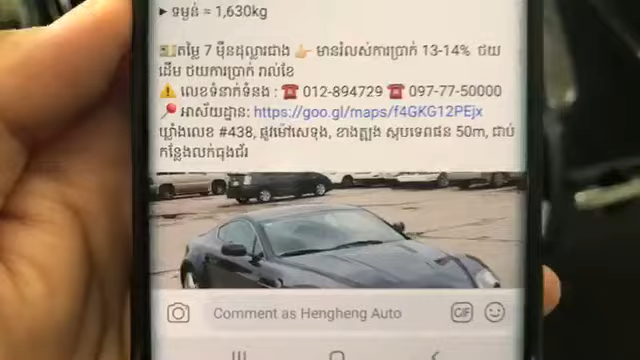 ▸ ទម្ងន់ = 1,630kg
💵តម្លៃ 7 ម៉ឺនដុល្លារជាង 👉 មានរំលស់ការប្រាក់ 13-14% ថយ
ដើម ថយការប្រាក់ រាល់ខែ
⚠️ លេខទំនាក់ទំនង : ☎️ 012-894729 ☎️ 097-77-50000
📍 អាស័យដ្ឋាន: https://goo.gl/maps/f4GKG12PEjx
ឃ្លាំងលេខ #438, ផ្លូវម៉ៅសេទុង, ខាងត្បូង ស្តុបទេពផន 50m, ជាប់
កន្លែងលក់ធុងជ័រ
Comment as Hengheng Auto
GIF